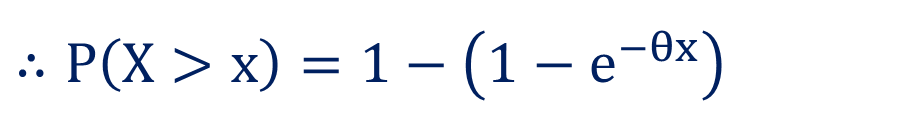 ∴ P(X > x) = 1 − (1 − e^{−θx})